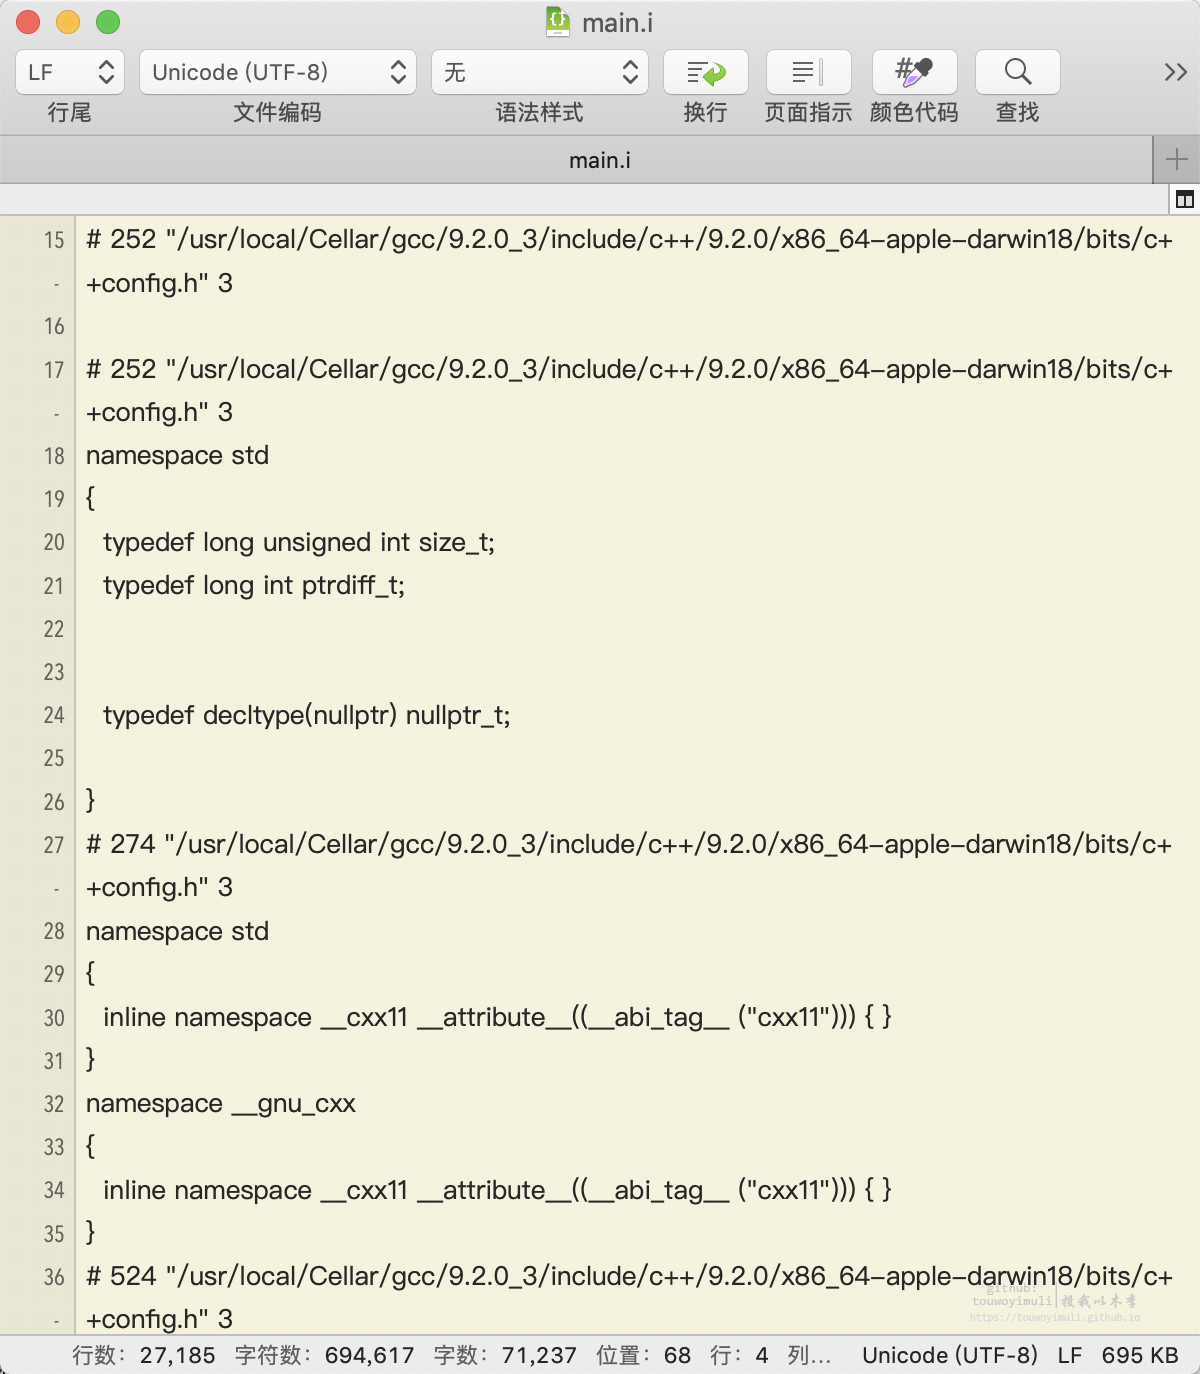 main.i
LF
Unicode (UTF-8)
无
行尾
文件编码
语法样式
换行
页面指示
颜色代码
查找
main.i
15 # 252 "/usr/local/Cellar/gcc/9.2.0_3/include/c++/9.2.0/x86_64-apple-darwin18/bits/c+
- +config.h" 3
16
17 # 252 "/usr/local/Cellar/gcc/9.2.0_3/include/c++/9.2.0/x86_64-apple-darwin18/bits/c+
- +config.h" 3
18 namespace std
19 {
20 typedef long unsigned int size_t;
21 typedef long int ptrdiff_t;
22
23
24 typedef decltype(nullptr) nullptr_t;
25
26 }
27 # 274 "/usr/local/Cellar/gcc/9.2.0_3/include/c++/9.2.0/x86_64-apple-darwin18/bits/c+
- +config.h" 3
28 namespace std
29 {
30 inline namespace __cxx11 __attribute__((__abi_tag__ ("cxx11"))) { }
31 }
32 namespace __gnu_cxx
33 {
34 inline namespace __cxx11 __attribute__((__abi_tag__ ("cxx11"))) { }
35 }
36 # 524 "/usr/local/Cellar/gcc/9.2.0_3/include/c++/9.2.0/x86_64-apple-darwin18/bits/c+
- +config.h" 3
github:
touwoyimuli 投我以木李
https://touwoyimuli.github.io
行数: 27,185 字符数: 694,617 字数: 71,237 位置: 68 行: 4 列... Unicode (UTF-8) LF 695 KB